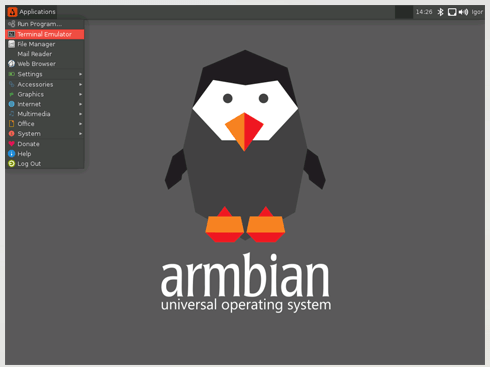 Applications
14:26
Igor
Run Program...
Terminal Emulator
File Manager
Mail Reader
Web Browser
Settings
Accessories
Graphics
Internet
Multimedia
Office
System
Donate
Help
Log Out
armbian
universal operating system